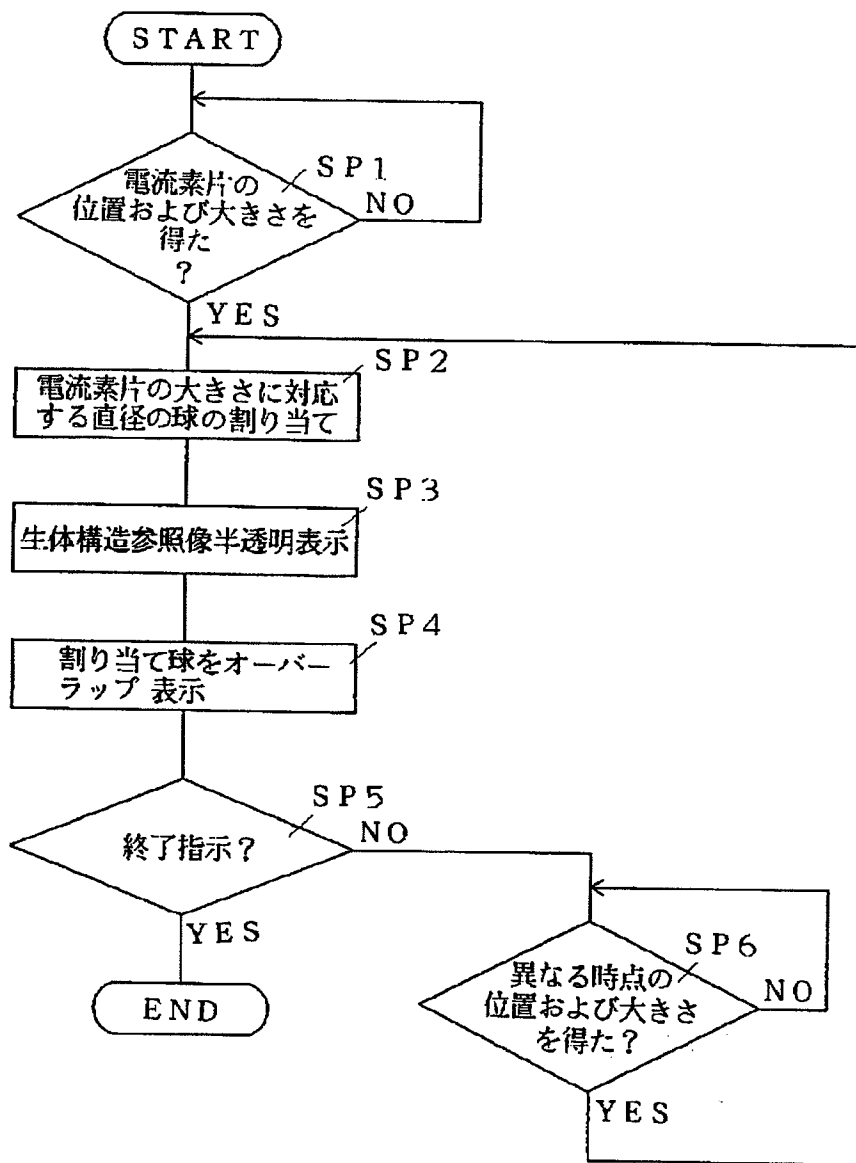 START
SP1
電流素片の
位置および大きさを
得た
?
NO
YES
SP2
電流素片の大きさに対応
する直径の球の割り当て
SP3
生体構造参照像半透明表示
SP4
割り当て球をオーバー
ラップ 表示
SP5
終了指示?
NO
YES
END
SP6
異なる時点の
位置および大きさ
を得た?
NO
YES